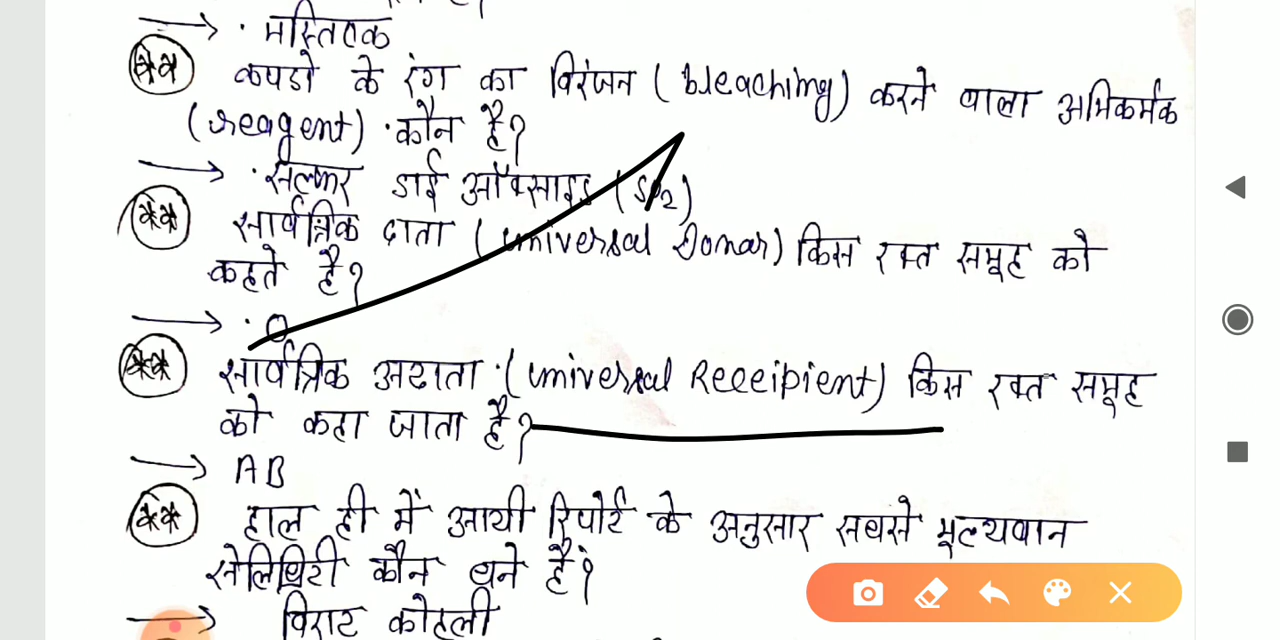 → · मस्तिष्क
** कपडो के रंग का विरंजन ( bleaching) करने वाला अभिकर्मक
(reagent) · कौन है?
→ · सल्फर डाई ऑक्साइड (SO2)
** सार्वत्रिक दाता ( universal Donar) किस रक्त समूह को
कहते है?
→ · O
** सार्वत्रिक अदाता · ( universal Receipient) किस रक्त समूह
को कहा जाता है?
→ AB
** हाल ही में आयी रिपोर्ट के अनुसार सबसे मूल्यवान
सेलिब्रिटी कौन बने है?
→ विराट कोहली